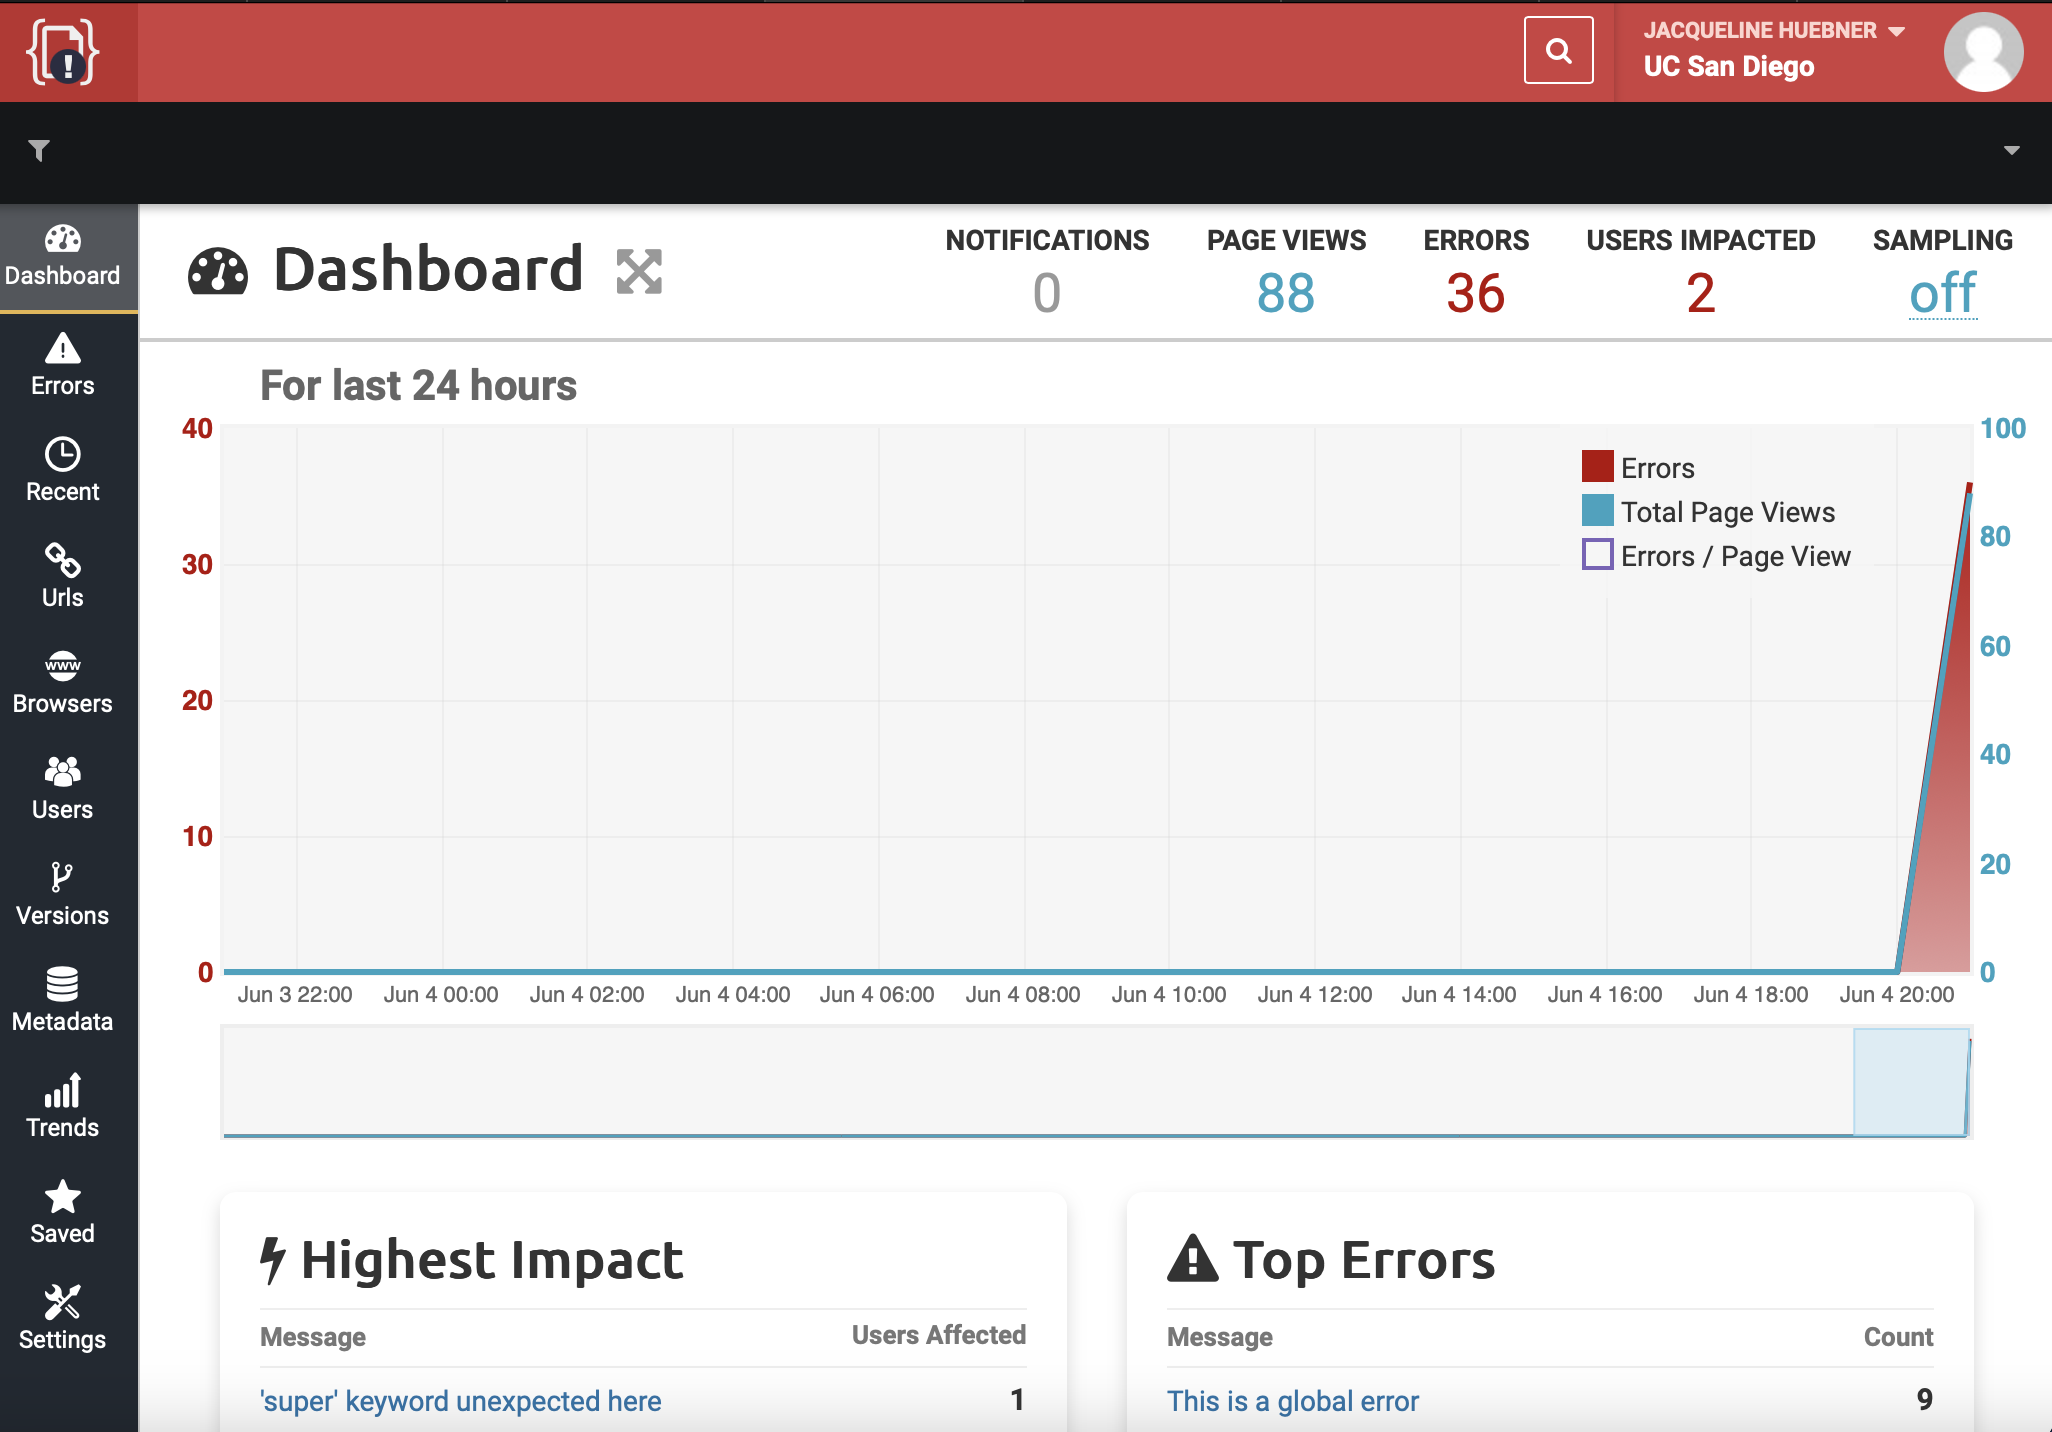 JACQUELINE HUEBNER
UC San Diego
Dashboard
Errors
Recent
Urls
www
Browsers
Users
Versions
Metadata
Trends
Saved
Settings
Dashboard
NOTIFICATIONS
0
PAGE VIEWS
88
ERRORS
36
USERS IMPACTED
2
SAMPLING
off
For last 24 hours
40
30
20
10
0
100
80
60
40
20
0
Errors
Total Page Views
Errors / Page View
Jun 3 22:00 Jun 4 00:00 Jun 4 02:00 Jun 4 04:00 Jun 4 06:00 Jun 4 08:00 Jun 4 10:00 Jun 4 12:00 Jun 4 14:00 Jun 4 16:00 Jun 4 18:00 Jun 4 20:00
Highest Impact
Message Users Affected
'super' keyword unexpected here 1
Top Errors
Message Count
This is a global error 9